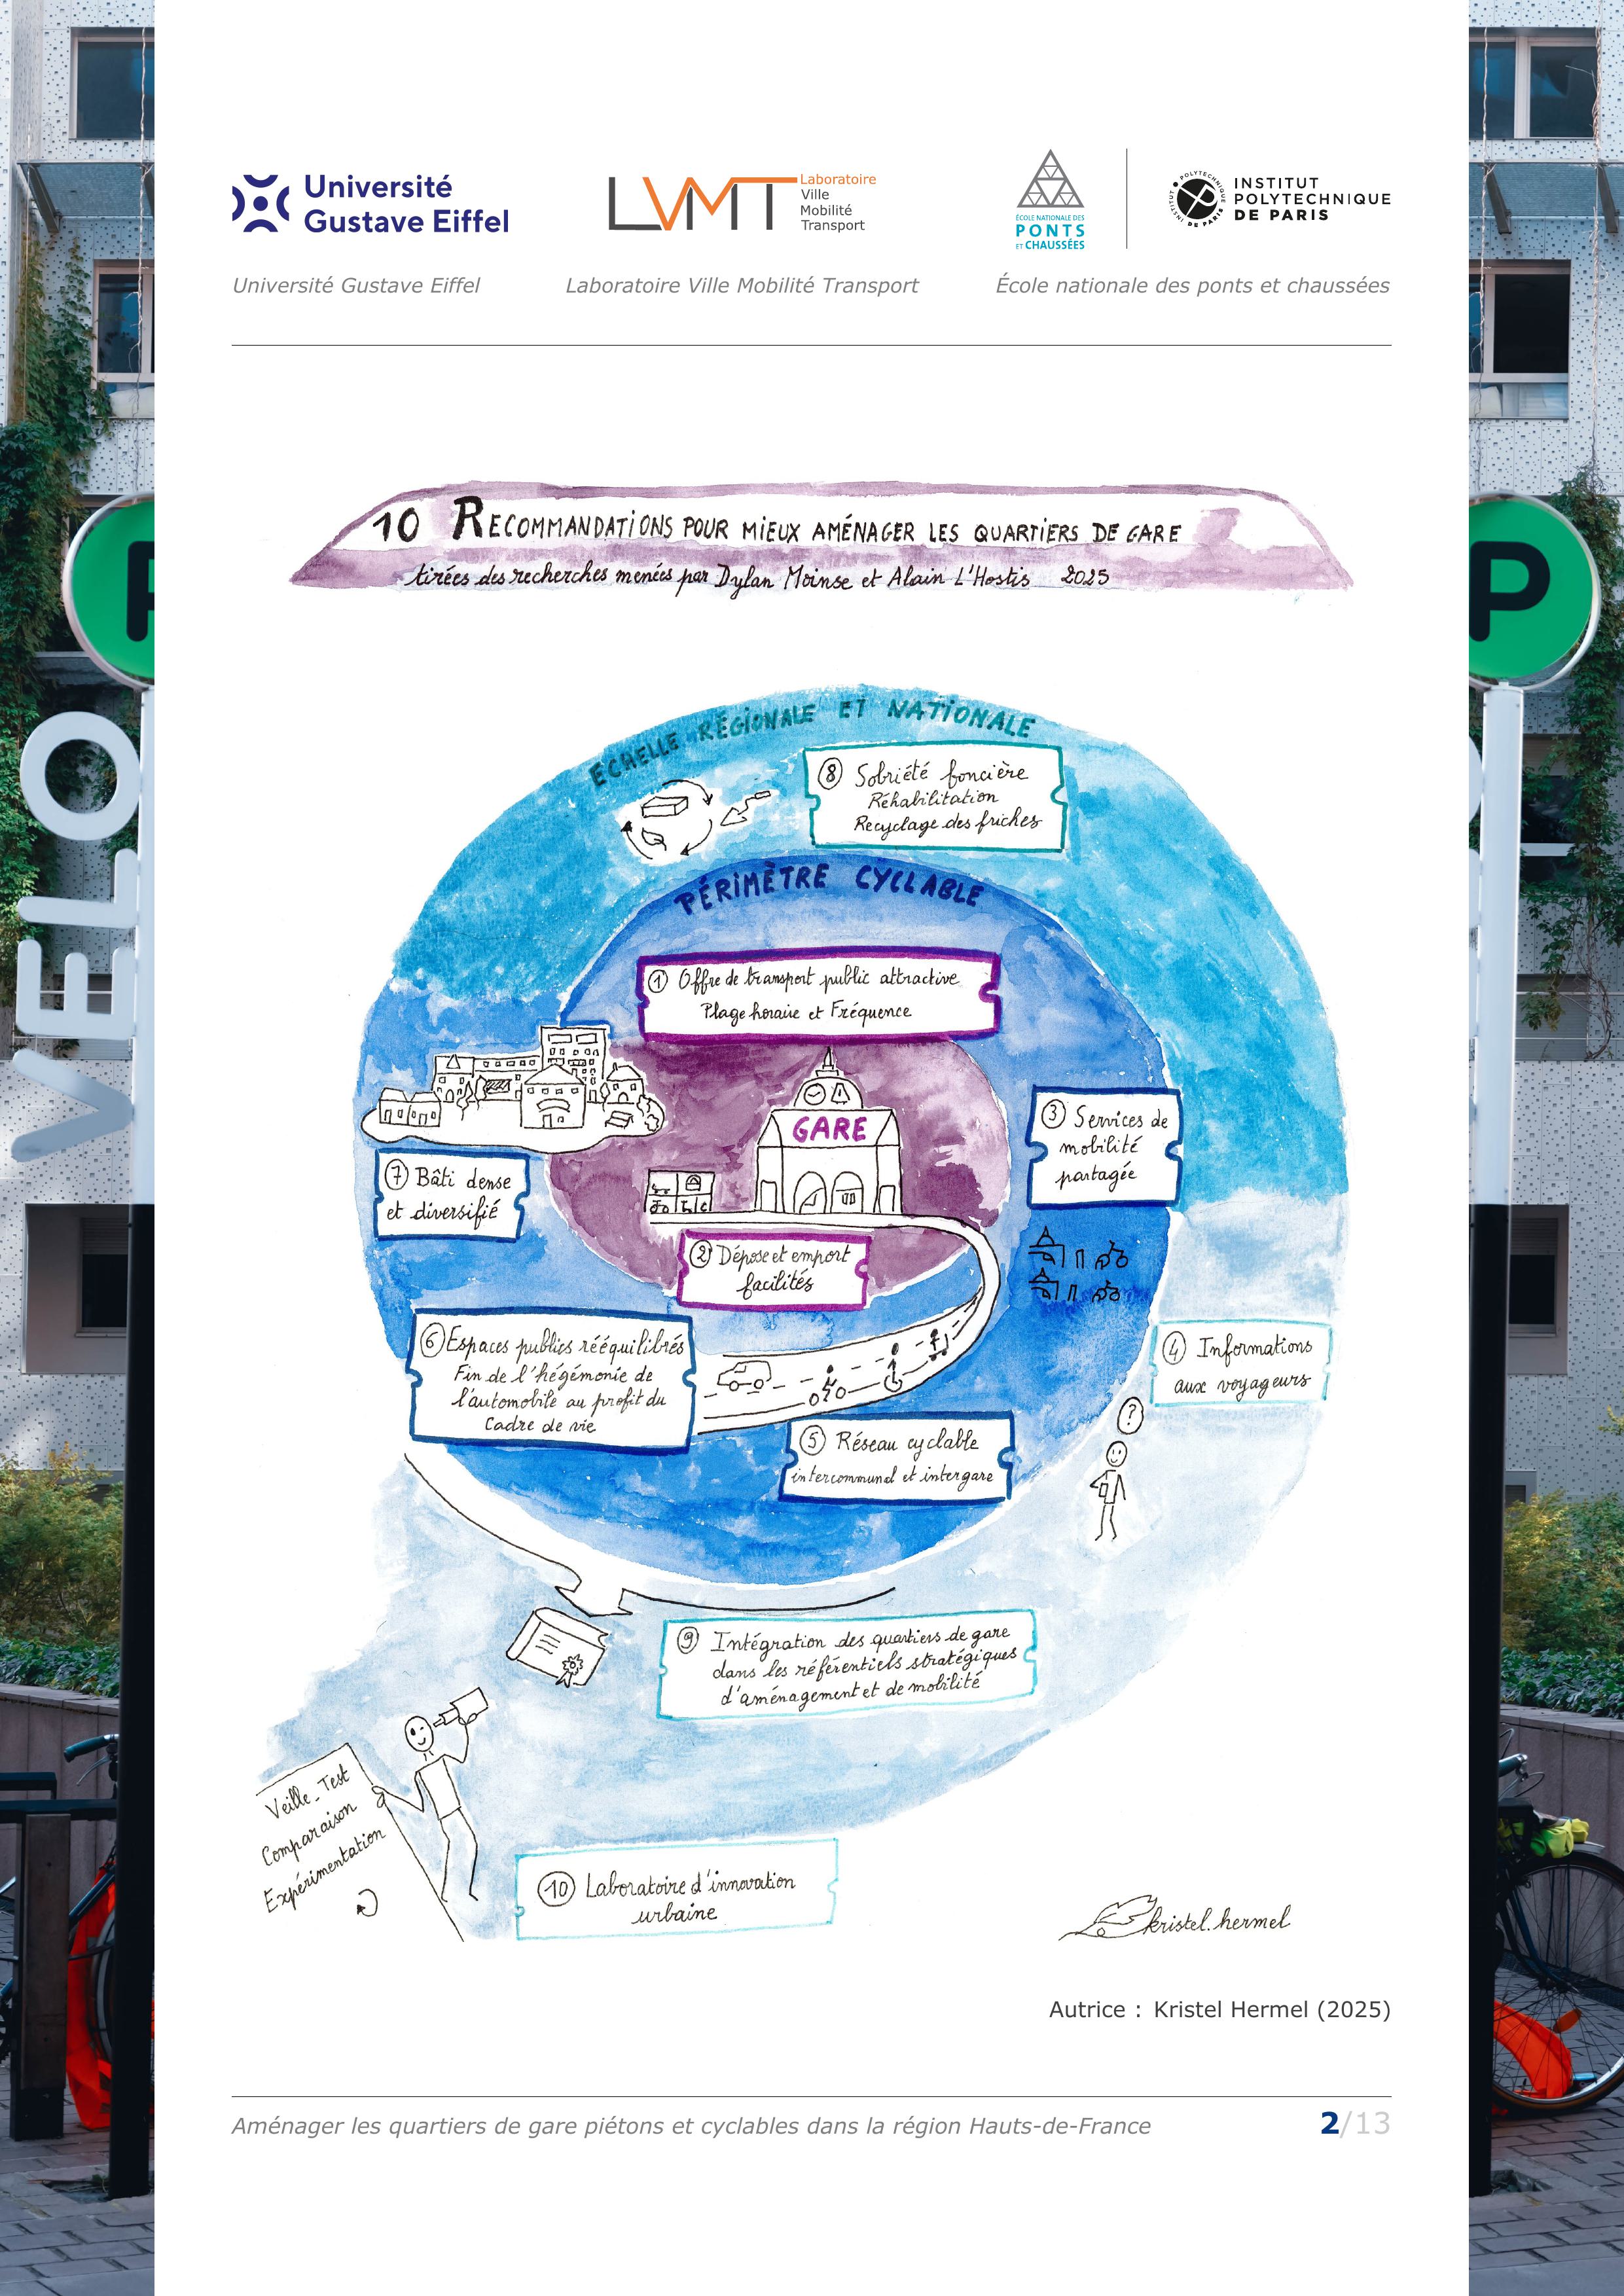 Université
Gustave Eiffel
LVMT
Laboratoire
Ville
Mobilité
Transport
ÉCOLE NATIONALE DES
PONTS
ET CHAUSSÉES
INSTITUT POLYTECHNIQUE DE PARIS
INSTITUT
POLYTECHNIQUE
DE PARIS
Université Gustave Eiffel
Laboratoire Ville Mobilité Transport
École nationale des ponts et chaussées
10 RECOMMANDATIONS POUR MIEUX AMÉNAGER LES QUARTIERS DE GARE
tirées des recherches menées par Dylan Moinse et Alain L'Hostis 2025
P
P
VELO
ECHELLE RÉGIONALE ET NATIONALE
8 Sobriété foncière
Réhabilitation
Recyclage des friches
PÉRIMÈTRE CYCLABLE
1 Offre de transport public attractive
Plage horaire et Fréquence
GARE
3 Services de
mobilité
partagée
7 Bâti dense
et diversifié
2 Dépose et emport
facilités
6 Espaces publics rééquilibrés
Fin de l'hégémonie de
l'automobile au profit du
Cadre de vie
4 Informations
aux voyageurs
?
5 Réseau cyclable
intercommunal et intergare
9 Intégration des quartiers de gare
dans les référentiels stratégiques
d'aménagement et de mobilité
Veille - Test
Comparaison
Expérimentation
10 Laboratoire d'innovation
urbaine
kristel.hermel
Autrice : Kristel Hermel (2025)
Aménager les quartiers de gare piétons et cyclables dans la région Hauts-de-France
2/13